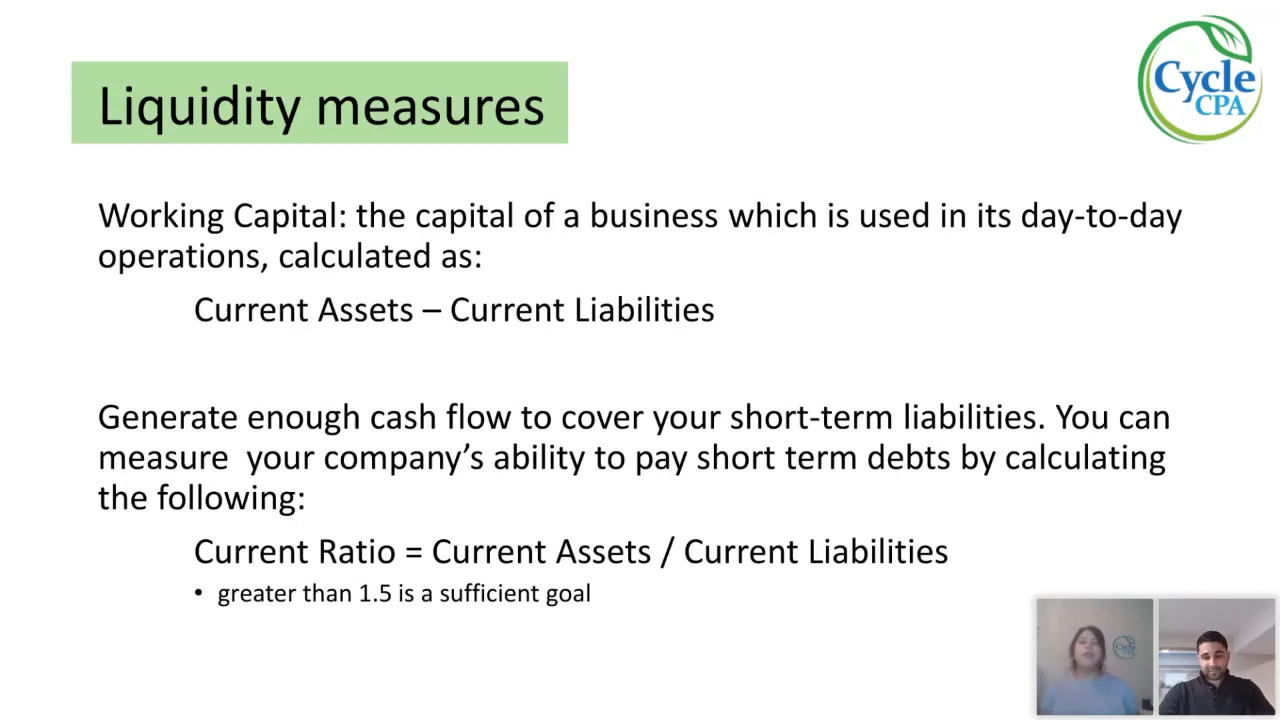 Liquidity measures
Cycle
CPA
Working Capital: the capital of a business which is used in its day-to-day
operations, calculated as:
Current Assets – Current Liabilities
Generate enough cash flow to cover your short-term liabilities. You can
measure  your company’s ability to pay short term debts by calculating
the following:
Current Ratio = Current Assets / Current Liabilities
• greater than 1.5 is a sufficient goal
Cycle
CPA